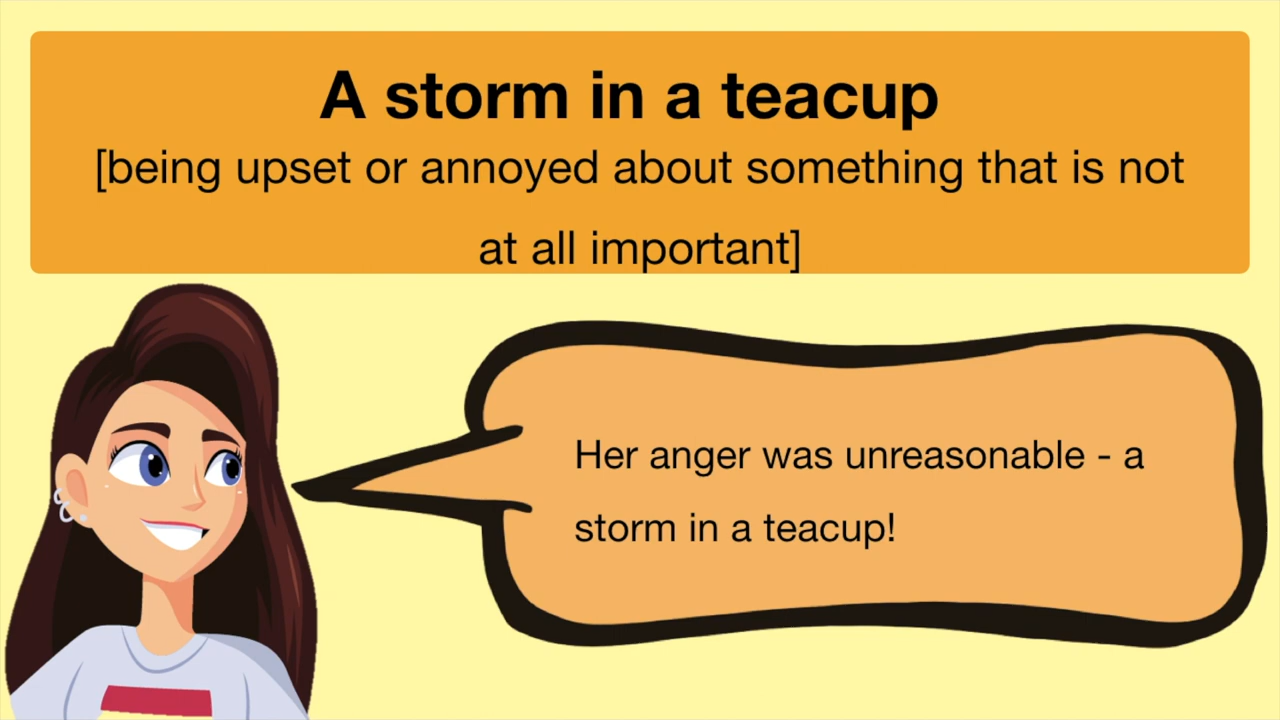 A storm in a teacup
[being upset or annoyed about something that is not
at all important]
Her anger was unreasonable - a
storm in a teacup!